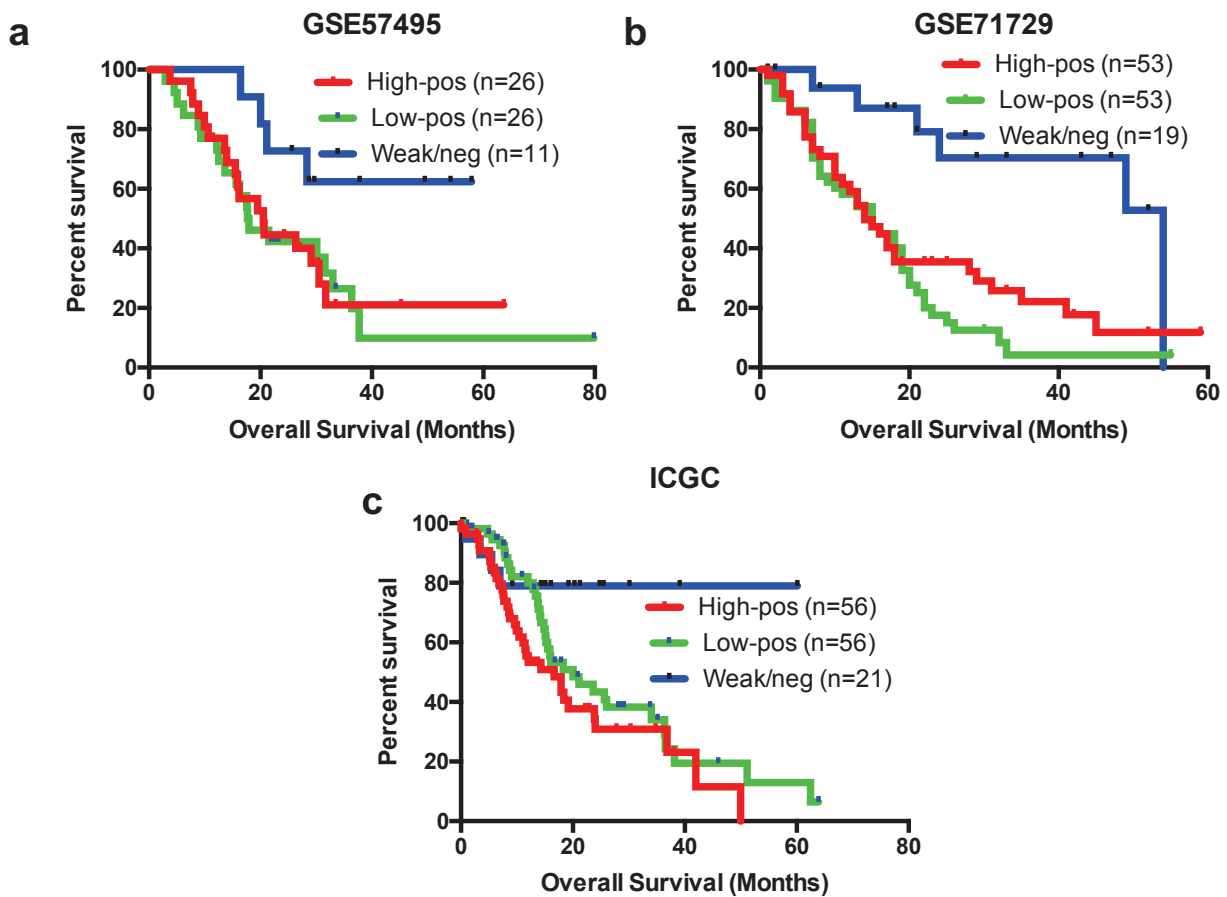 a
GSE57495
High-pos (n=26)
Low-pos (n=26)
Weak/neg (n=11)
Percent survival
100
80
60
40
20
0
0 20 40 60 80
Overall Survival (Months)
b
GSE71729
High-pos (n=53)
Low-pos (n=53)
Weak/neg (n=19)
Percent survival
100
80
60
40
20
0
0 20 40 60
Overall Survival (Months)
c
ICGC
High-pos (n=56)
Low-pos (n=56)
Weak/neg (n=21)
Percent survival
100
80
60
40
20
0
0 20 40 60 80
Overall Survival (Months)